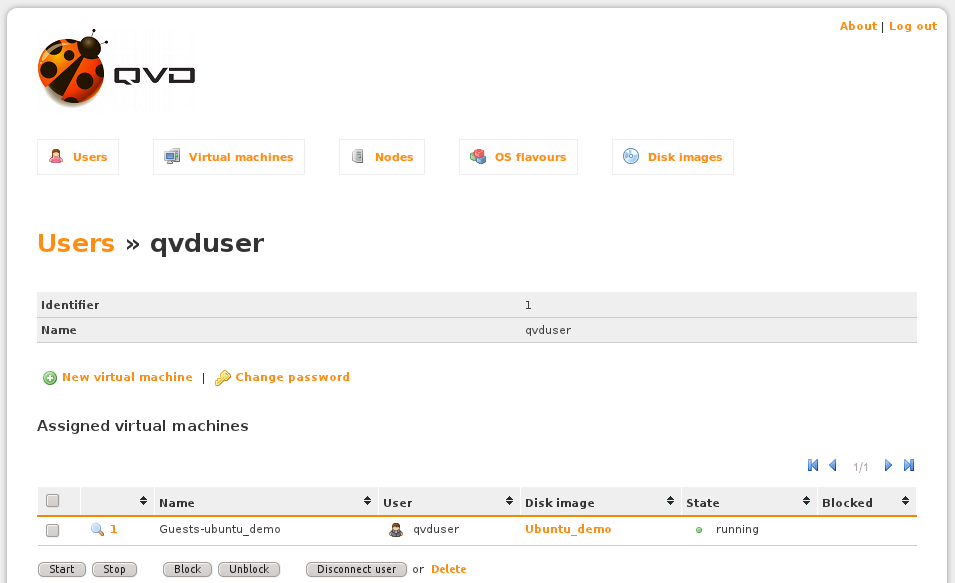 About | Log out
QVD
Users Virtual machines Nodes OS flavours Disk images
Users » qvduser
Identifier 1
Name qvduser
New virtual machine | Change password
Assigned virtual machines
1/1
Name User Disk image State Blocked
1 Guests-ubuntu_demo qvduser Ubuntu_demo running
Start Stop Block Unblock Disconnect user or Delete